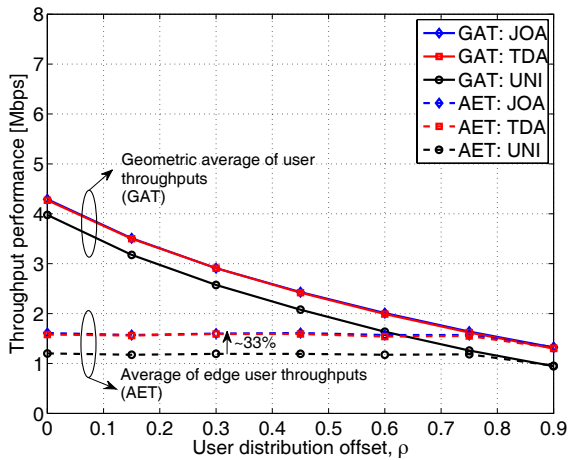 Throughput performance [Mbps]
8
7
6
5
4
3
2
1
0
GAT: JOA
GAT: TDA
GAT: UNI
AET: JOA
AET: TDA
AET: UNI
Geometric average of user
throughputs
(GAT)
~33%
Average of edge user throughputs
(AET)
0 0.1 0.2 0.3 0.4 0.5 0.6 0.7 0.8 0.9
User distribution offset, ρ